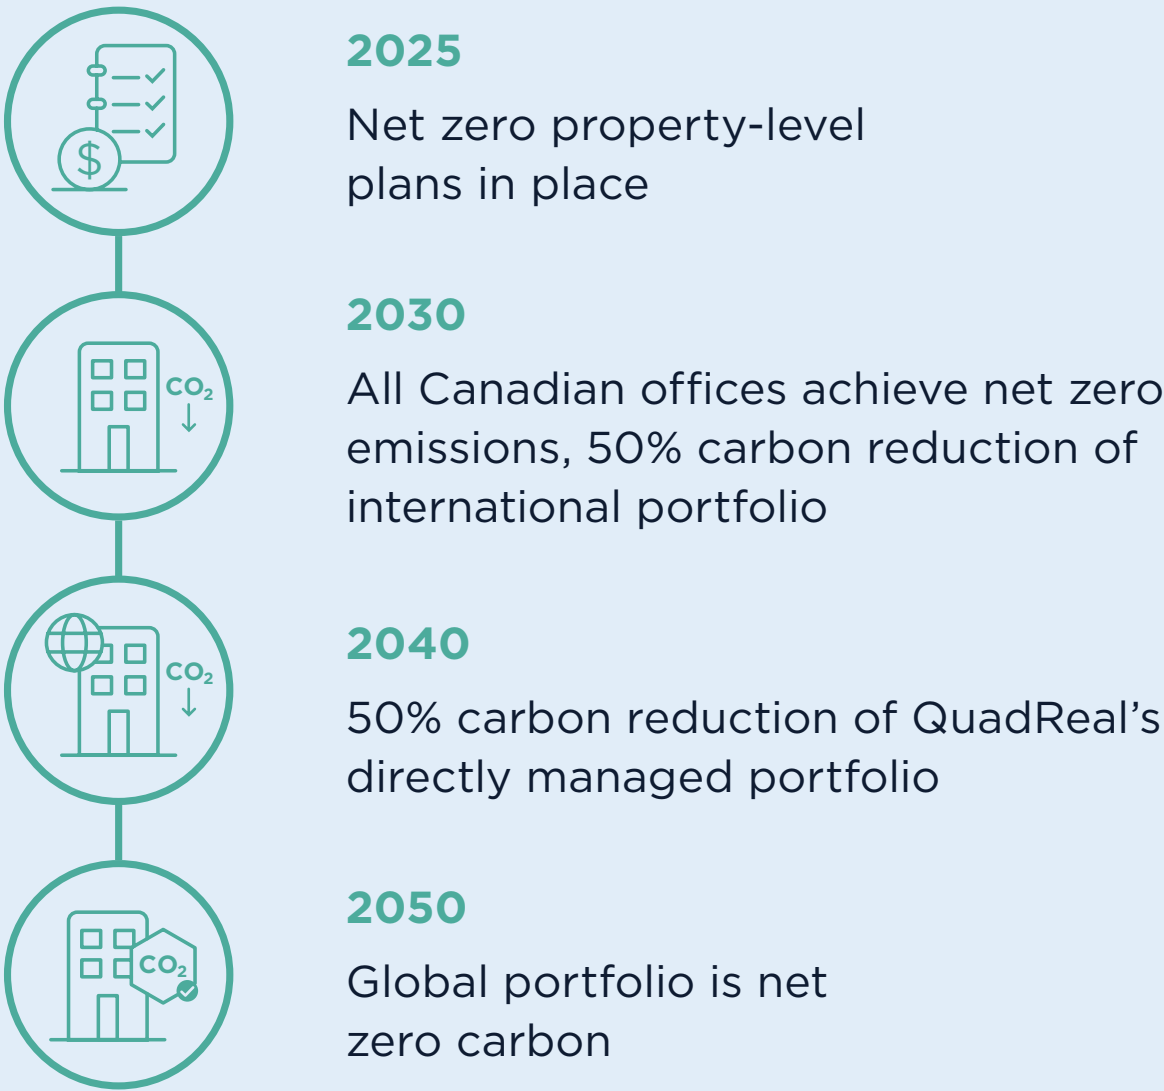 $
2025
Net zero property-level
plans in place
CO₂
2030
All Canadian offices achieve net zero
emissions, 50% carbon reduction of
international portfolio
CO₂
2040
50% carbon reduction of QuadReal’s
directly managed portfolio
CO₂
2050
Global portfolio is net
zero carbon